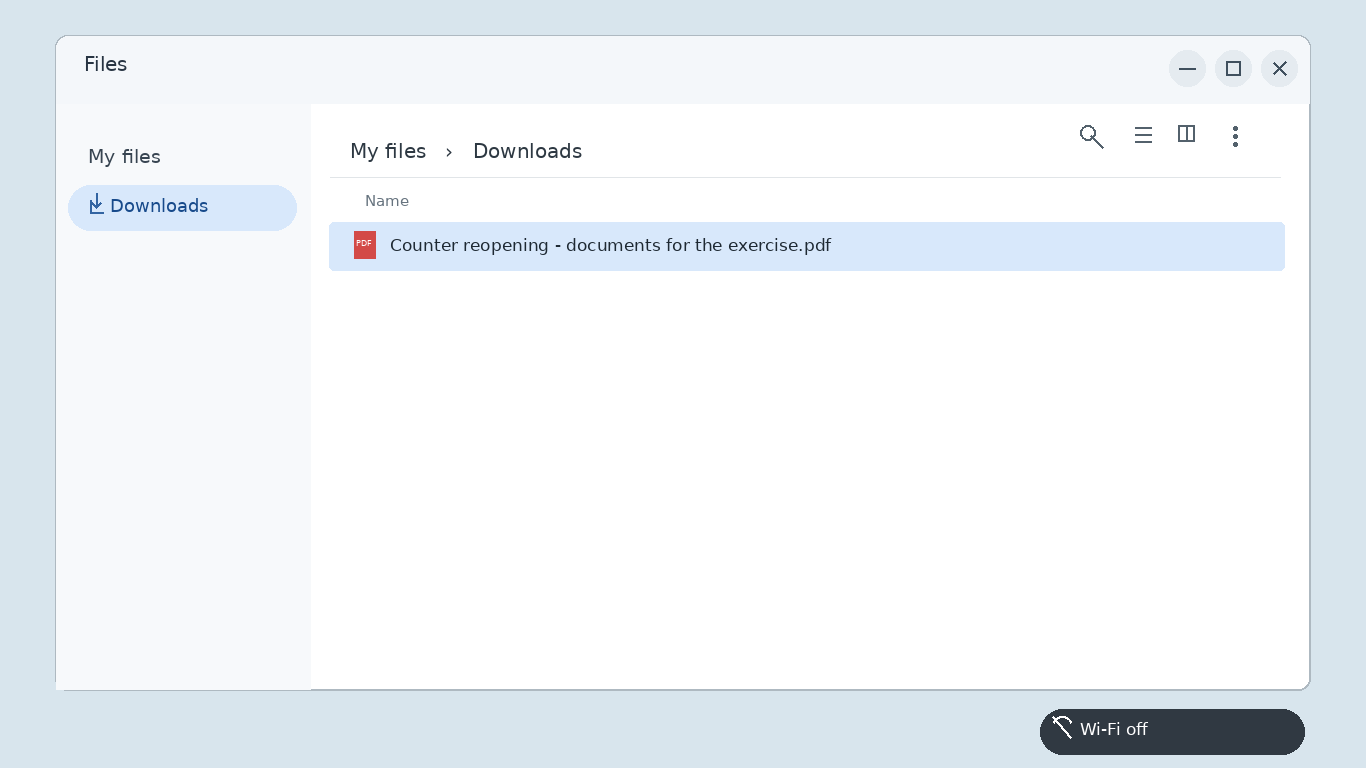 Files
My files
Downloads
My files › Downloads
Name
PDF Counter reopening - documents for the exercise.pdf
Wi-Fi off